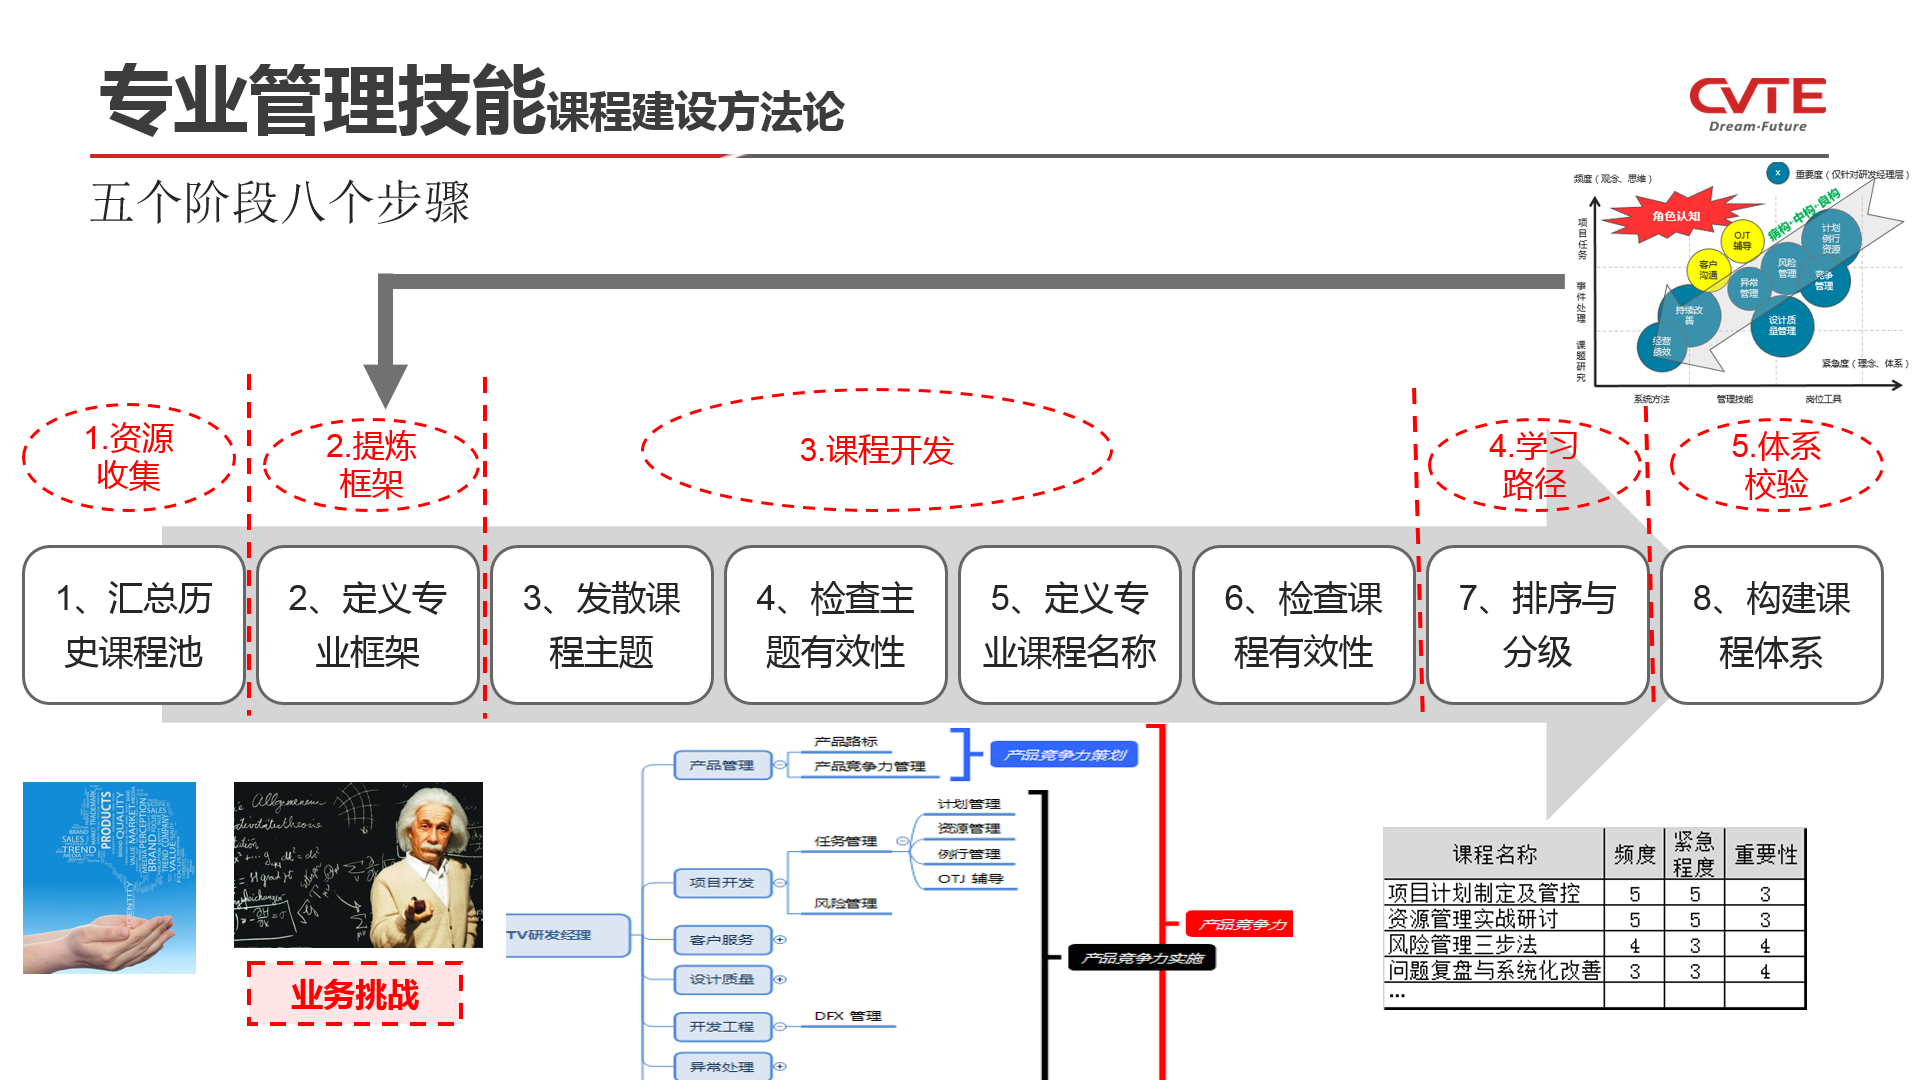 专业管理技能课程建设方法论
CVTE
Dream·Future
五个阶段八个步骤
频度（观念、思维）
X
重要度（仅针对研发经理层）
角色认知
病构-中构-良构
项目任务
事件处理
课题研究
OJT
辅导
计划
例行
资源
客户
沟通
风险
管理
异常
管理
竞争
管理
持续改
善
设计质
量管理
经营
绩效
紧急度（理念、体系）
系统方法
管理技能
岗位工具
1.资源
收集
2.提炼
框架
3.课程开发
4.学习
路径
5.体系
校验
1、汇总历
史课程池
2、定义专
业框架
3、发散课
程主题
4、检查主
题有效性
5、定义专
业课程名称
6、检查课
程有效性
7、排序与
分级
8、构建课
程体系
PRODUCTS
QUALITY
TRADEMARK
MARKET
PERCEPTION
BRAND
SALES
TREND
MEDIA
VALUE
COMPANY
IDENTITY
业务挑战
TV研发经理
产品管理
产品路标
产品竞争力管理
产品竞争力策划
项目开发
任务管理
计划管理
资源管理
例行管理
OTJ 辅导
风险管理
客户服务
设计质量
开发工程
DFX 管理
异常处理
产品竞争力
产品竞争力实施
课程名称 频度 紧急程度 重要性
项目计划制定及管控 5 5 3
资源管理实战研讨 5 5 3
风险管理三步法 4 3 4
问题复盘与系统化改善 3 3 4
...